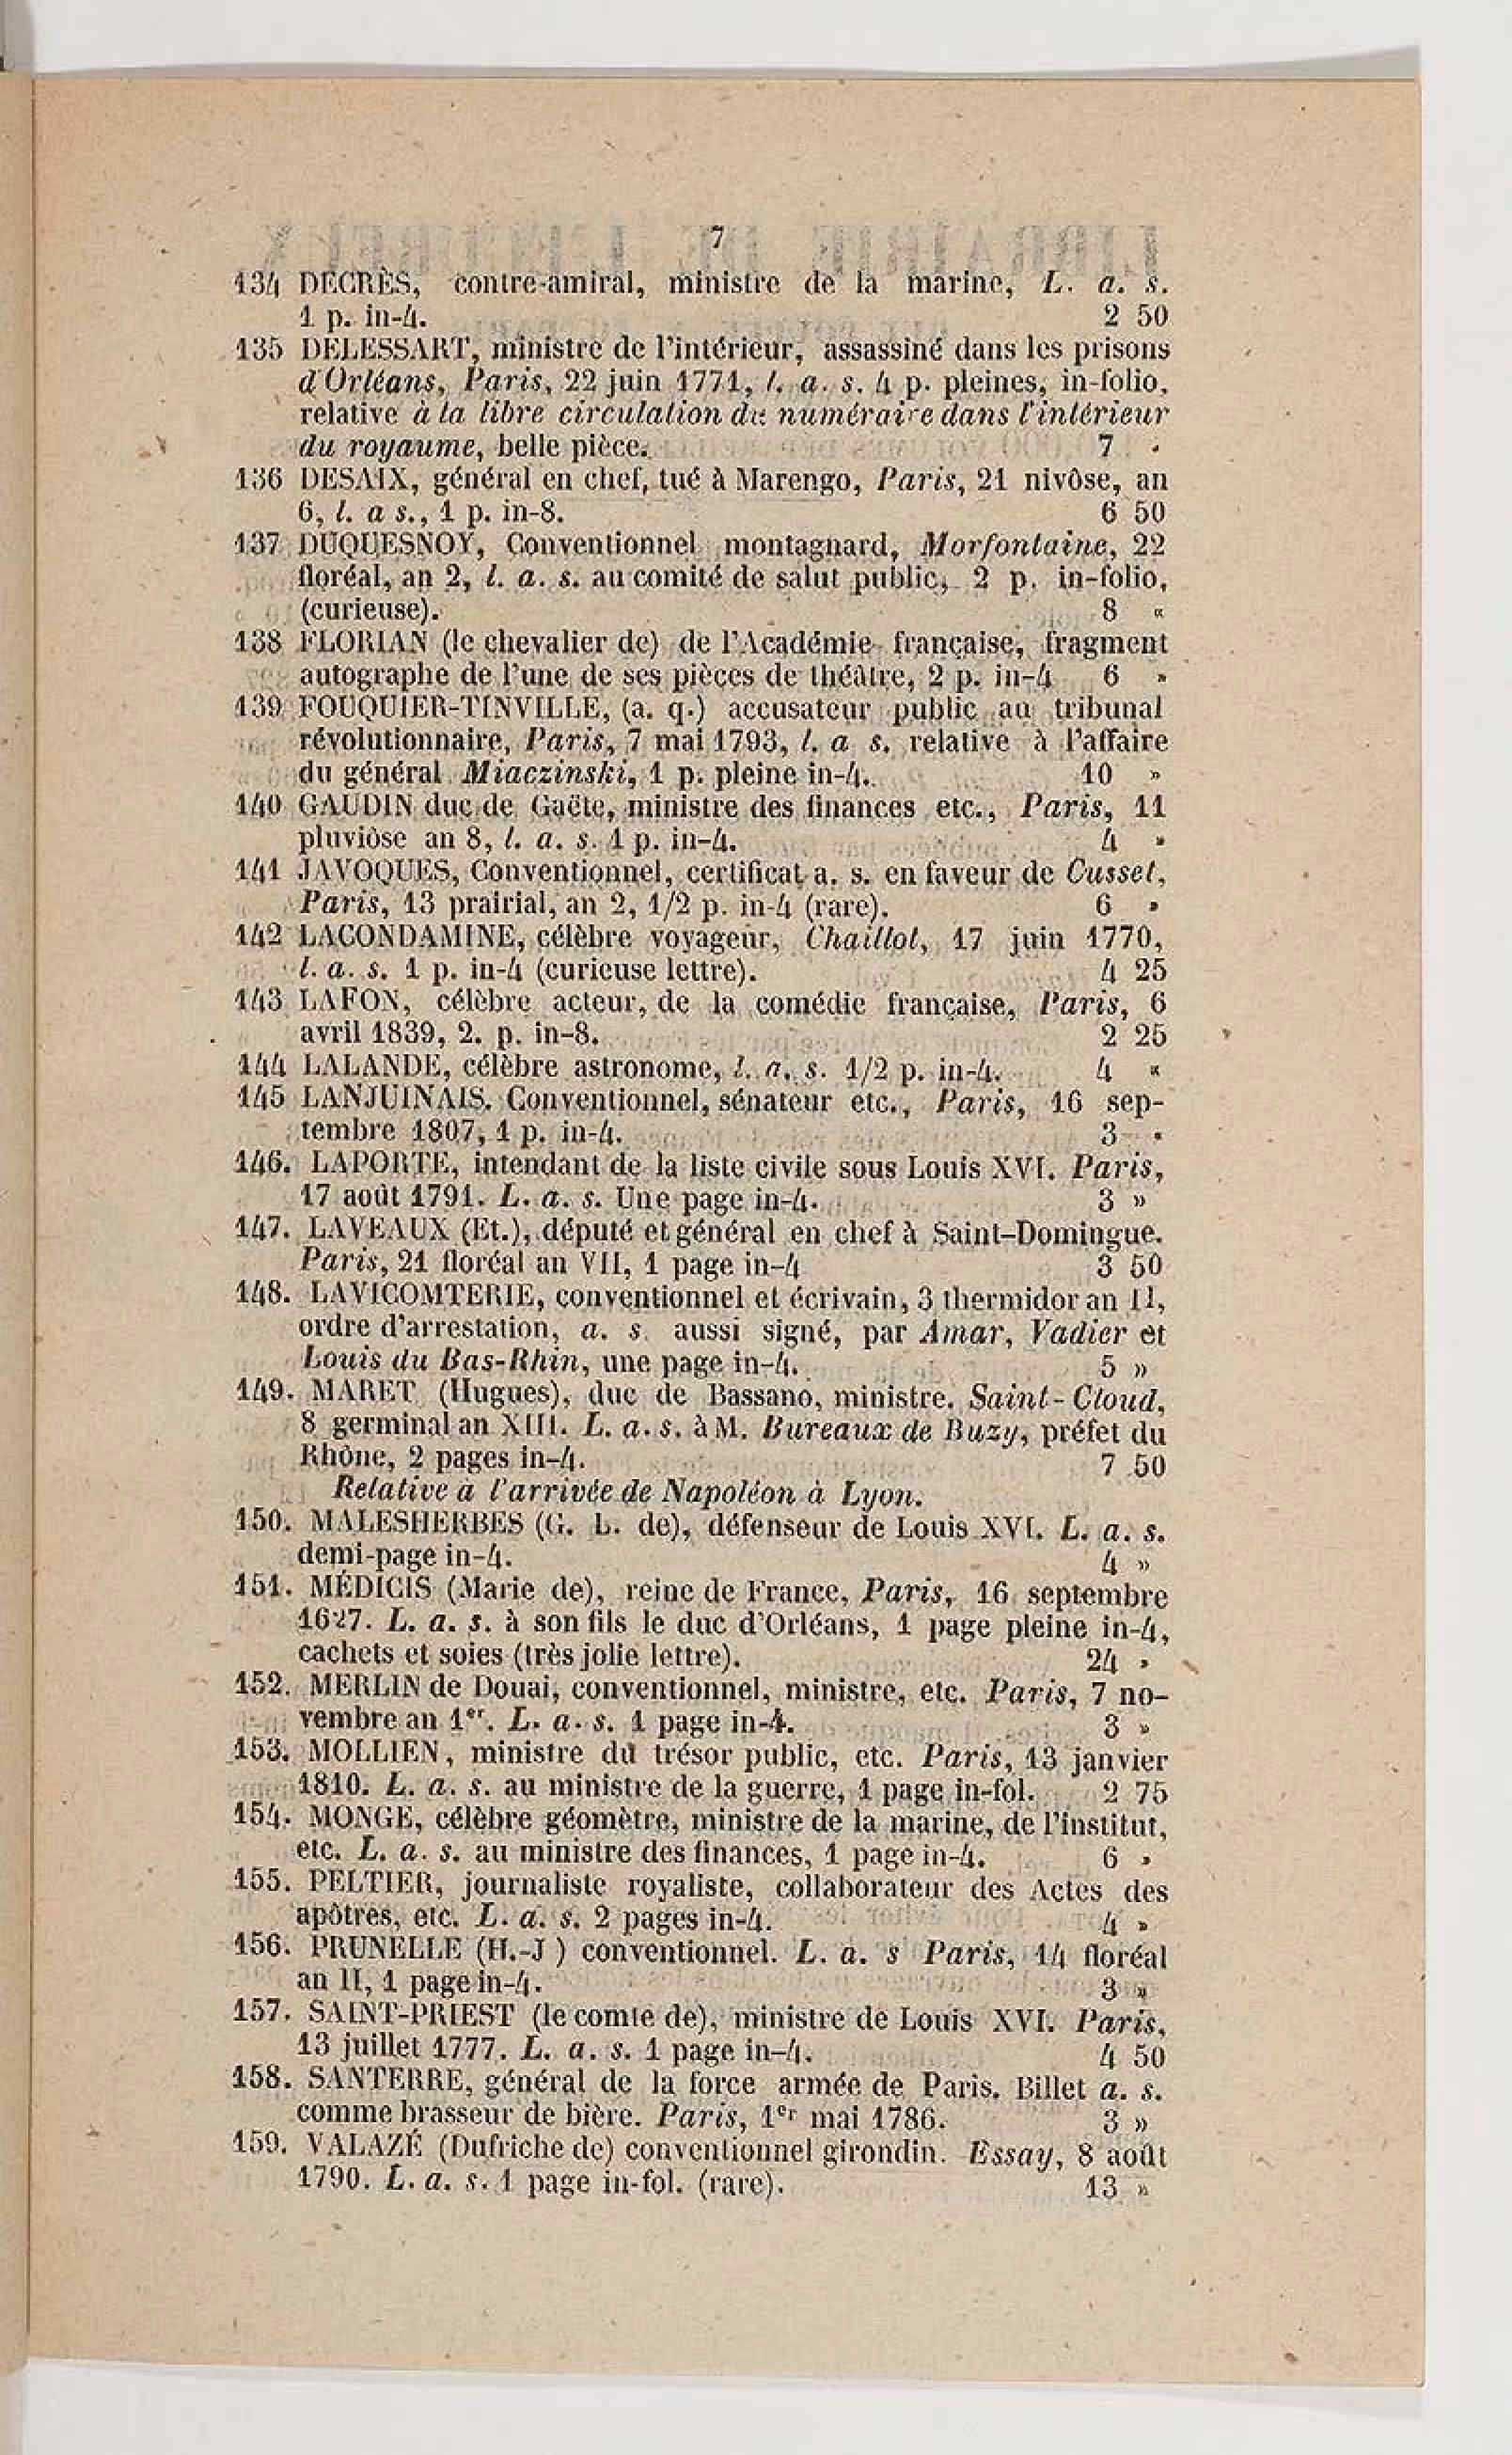 7
134 DECRÈS, contre-amiral, ministre de la marine, L. a. s.
1 p. in-4. 2 50
135 DELESSART, ministre de l'intérieur, assassiné dans les prisons
d'Orléans, Paris, 22 juin 1771, l. a. s. 4 p. pleines, in-folio,
relative à la libre circulation du numéraire dans l'intérieur
du royaume, belle pièce. 7 »
136 DESAIX, général en chef, tué à Marengo, Paris, 21 nivôse, an
6, l. a s., 1 p. in-8. 6 50
137 DUQUESNOY, Conventionnel montagnard, Morfontaine, 22
floréal, an 2, l. a. s. au comité de salut public, 2 p. in-folio,
(curieuse). 8 «
138 FLORIAN (le chevalier de) de l'Académie française, fragment
autographe de l'une de ses pièces de théâtre, 2 p. in-4 6 »
139 FOUQUIER-TINVILLE, (a. q.) accusateur public au tribunal
révolutionnaire, Paris, 7 mai 1793, l. a s. relative à l'affaire
du général Miaczinski, 1 p. pleine in-4. 10 »
140 GAUDIN duc de Gaëte, ministre des finances etc., Paris, 11
pluviôse an 8, l. a. s. 1 p. in-4. 4 »
141 JAVOQUES, Conventionnel, certificat a. s. en faveur de Cusset,
Paris, 13 prairial, an 2, 1/2 p. in-4 (rare). 6 »
142 LACONDAMINE, célèbre voyageur, Chaillot, 17 juin 1770,
l. a. s. 1 p. in-4 (curieuse lettre). 4 25
143 LAFON, célèbre acteur, de la comédie française, Paris, 6
avril 1839, 2. p. in-8. 2 25
144 LALANDE, célèbre astronome, l. a. s. 1/2 p. in-4. 4 «
145 LANJUINAIS. Conventionnel, sénateur etc., Paris, 16 sep-
tembre 1807, 1 p. in-4. 3 »
146. LAPORTE, intendant de la liste civile sous Louis XVI. Paris,
17 août 1791. L. a. s. Une page in-4. 3 »
147. LAVEAUX (Et.), député et général en chef à Saint-Domingue.
Paris, 21 floréal an VII, 1 page in-4 3 50
148. LAVICOMTERIE, conventionnel et écrivain, 3 thermidor an II,
ordre d'arrestation, a. s. aussi signé, par Amar, Vadier et
Louis du Bas-Rhin, une page in-4. 5 »
149. MARET (Hugues), duc de Bassano, ministre. Saint-Cloud,
8 germinal an XIII. L. a. s. à M. Bureaux de Buzy, préfet du
Rhône, 2 pages in-4. 7 50
Relative à l'arrivée de Napoléon à Lyon.
150. MALESHERBES (G. L. de), défenseur de Louis XVI. L. a. s.
demi-page in-4. 4 »
151. MÉDICIS (Marie de), reine de France, Paris, 16 septembre
1627. L. a. s. à son fils le duc d'Orléans, 1 page pleine in-4,
cachets et soies (très jolie lettre). 24 »
152. MERLIN de Douai, conventionnel, ministre, etc. Paris, 7 no-
vembre an 1er. L. a. s. 1 page in-4. 3 »
153. MOLLIEN, ministre du trésor public, etc. Paris, 13 janvier
1810. L. a. s. au ministre de la guerre, 1 page in-fol. 2 75
154. MONGE, célèbre géomètre, ministre de la marine, de l'institut,
etc. L. a. s. au ministre des finances, 1 page in-4. 6 »
155. PELTIER, journaliste royaliste, collaborateur des Actes des
apôtres, etc. L. a. s. 2 pages in-4. 4 »
156. PRUNELLE (H.-J ) conventionnel. L. a. s Paris, 14 floréal
an II, 1 page in-4. 3 »
157. SAINT-PRIEST (le comte de), ministre de Louis XVI. Paris,
13 juillet 1777. L. a. s. 1 page in-4. 4 50
158. SANTERRE, général de la force armée de Paris. Billet a. s.
comme brasseur de bière. Paris, 1er mai 1786. 3 »
159. VALAZÉ (Dufriche de) conventionnel girondin. Essay, 8 août
1790. L. a. s. 1 page in-fol. (rare). 13 »